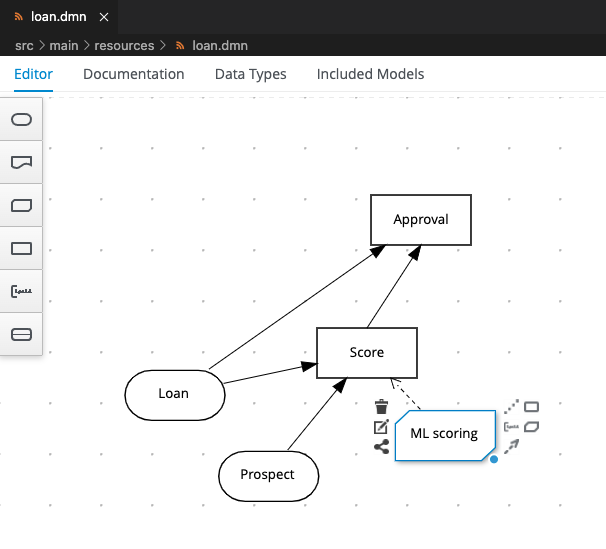 loan.dmn
src > main > resources > loan.dmn
Editor Documentation Data Types Included Models
Approval
Score
Loan
ML scoring
Prospect